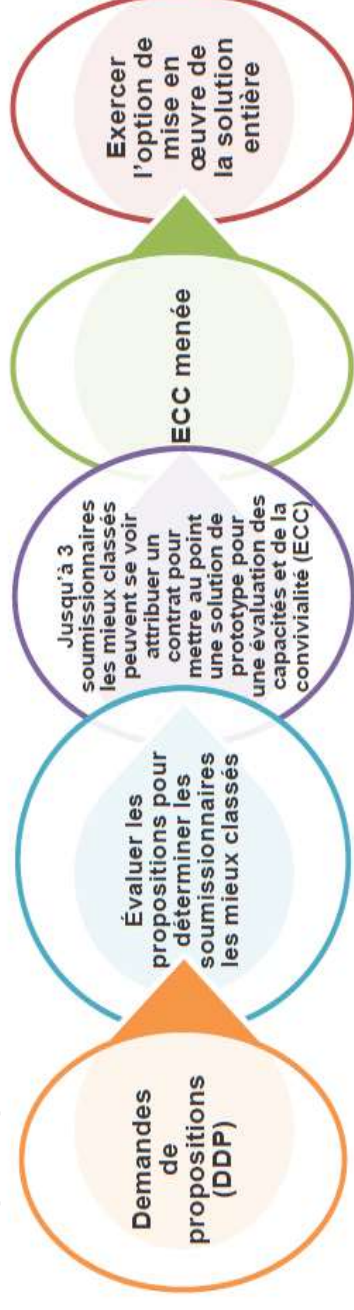 Demandes
de
propositions
(DDP)
Évaluer les
propositions pour
déterminer les
soumissionnaires
les mieux classés
Jusqu'à 3
soumissionnaires
les mieux classés
peuvent se voir
attribuer un
contrat pour
mettre au point
une solution de
prototype pour
une évaluation des
capacités et de la
convivialité (ECC)
ECC menée
Exercer
l'option de
mise en
œuvre de
la solution
entière